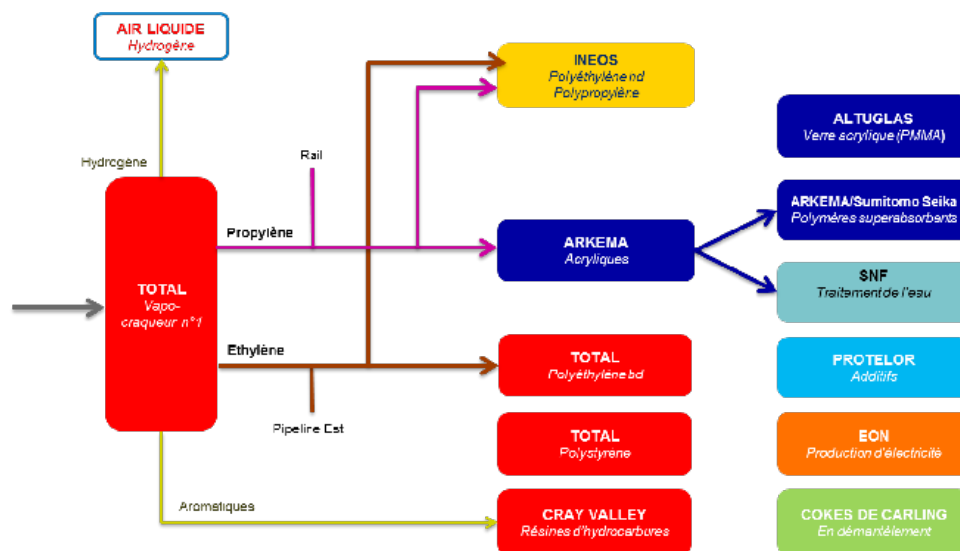 AIR LIQUIDE
Hydrogène
INEOS
Polyéthylène hd
Polypropylène
ALTUGLAS
Verre acrylique (PMMA)
Hydrogène
Rail
ARKEMA/Sumitomo Seika
Polymères superabsorbents
Propylène
ARKEMA
Acryliques
TOTAL
Vapo-
craqueur n°1
SNF
Traitement de l'eau
Ethylène
TOTAL
Polyéthylène bd
PROTELOR
Additifs
Pipeline Est
TOTAL
Polystyrène
EON
Production d'électricité
Aromatiques
CRAY VALLEY
Résines d'hydrocarbures
COKES DE CARLING
En démantèlement